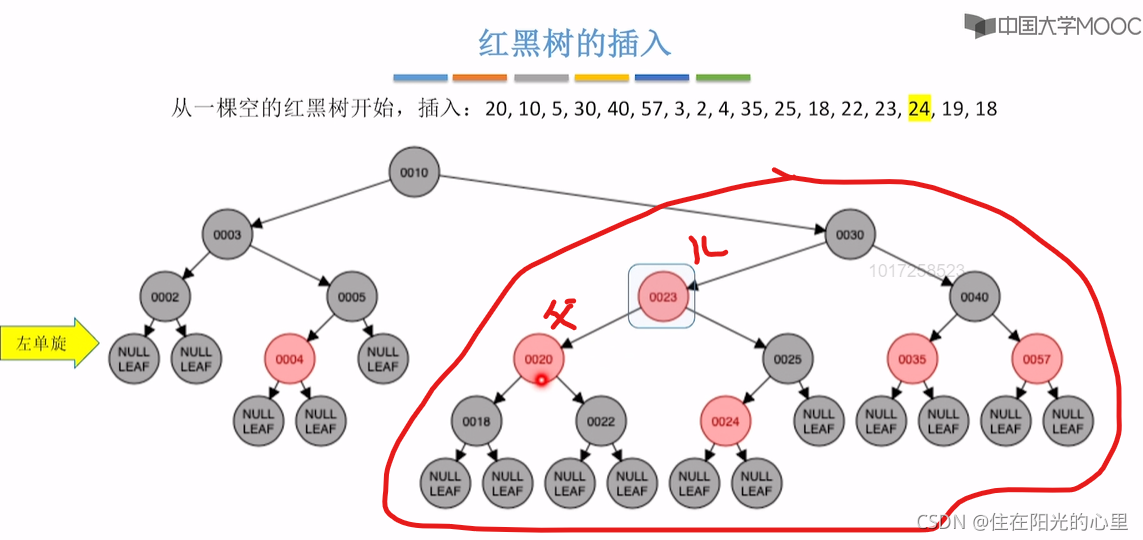 中国大学MOOC
红黑树的插入
从一棵空的红黑树开始，插入：20, 10, 5, 30, 40, 57, 3, 2, 4, 35, 25, 18, 22, 23, 24, 19, 18
0010
0003
0030
儿
1017258523
0002
0005
父
0023
0040
左单旋
NULL LEAF
NULL LEAF
0004
NULL LEAF
0020
0025
0035
0057
NULL LEAF
NULL LEAF
0018
0022
0024
NULL LEAF
NULL LEAF
NULL LEAF
NULL LEAF
NULL LEAF
NULL LEAF
NULL LEAF
NULL LEAF
NULL LEAF
NULL LEAF
NULL LEAF
CSDN @住在阳光的心里